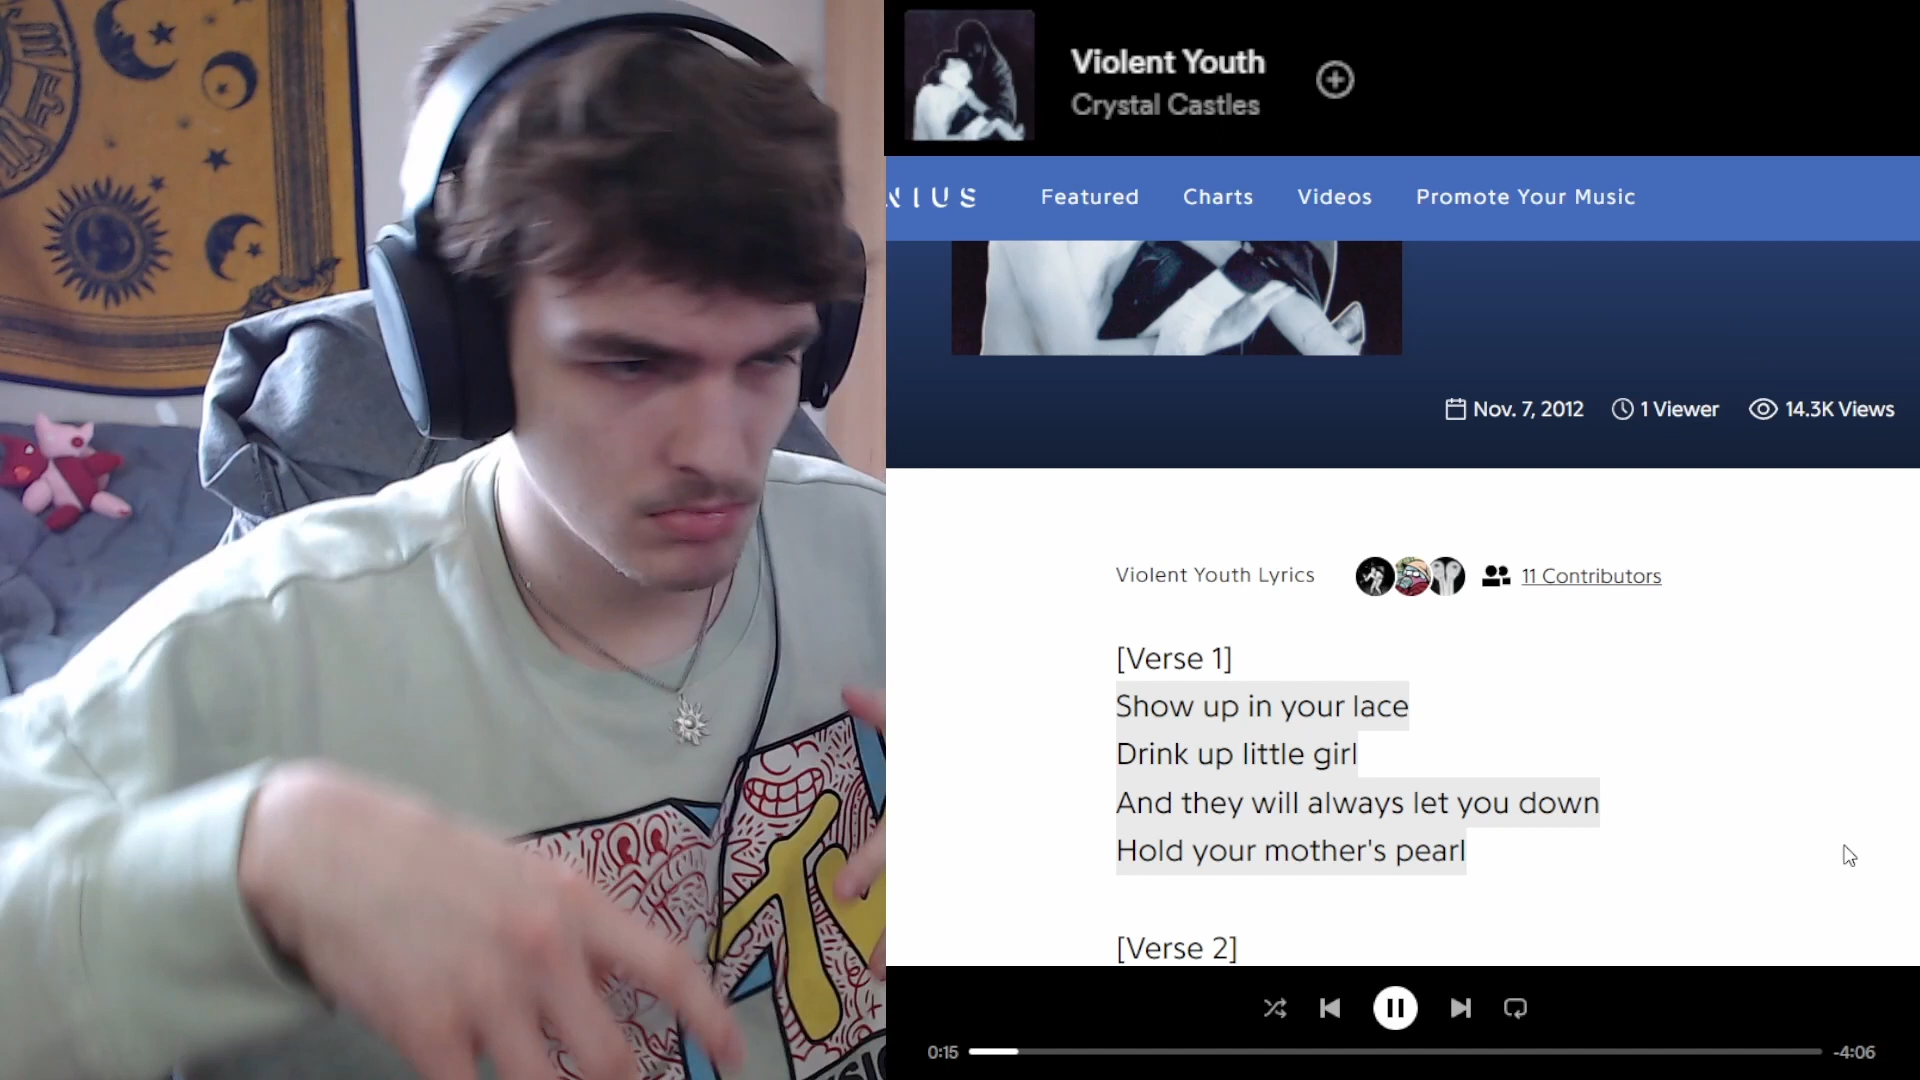 Violent Youth
Crystal Castles
NIUS Featured Charts Videos Promote Your Music
Nov. 7, 2012 1 Viewer 14.3K Views
Violent Youth Lyrics 11 Contributors
[Verse 1]
Show up in your lace
Drink up little girl
And they will always let you down
Hold your mother's pearl
[Verse 2]
0:15 -4:06